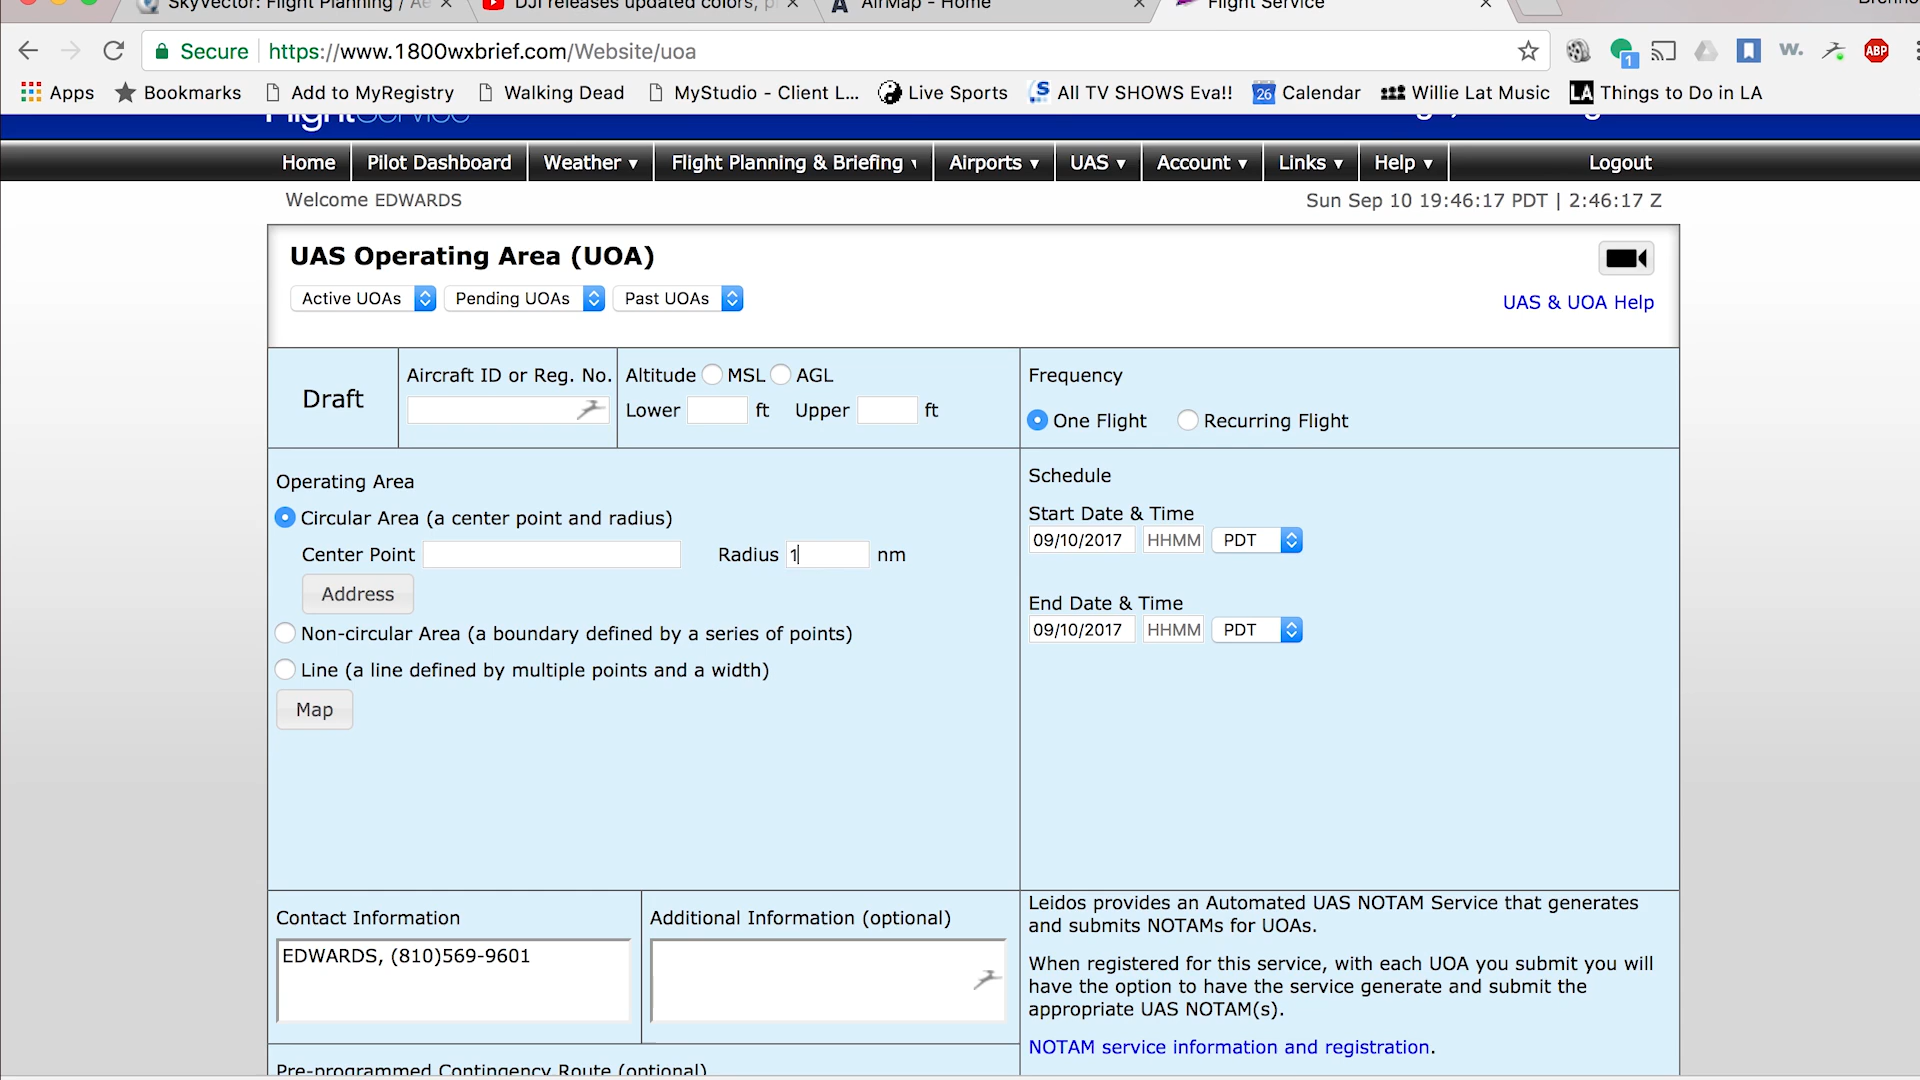 SkyVector: Flight Planning / Ae
DJI releases updated colors, p
AirMap - Home
Flight Service
Secure https://www.1800wxbrief.com/Website/uoa
1 W. ABP
Apps Bookmarks Add to MyRegistry Walking Dead MyStudio - Client L... Live Sports S All TV SHOWS Eva!! 26 Calendar Willie Lat Music LA Things to Do in LA
FlightService
Home Pilot Dashboard Weather ▾ Flight Planning & Briefing Airports ▾ UAS ▾ Account ▾ Links ▾ Help ▾ Logout
Welcome EDWARDS Sun Sep 10 19:46:17 PDT | 2:46:17 Z
UAS Operating Area (UOA)
Active UOAs Pending UOAs Past UOAs
UAS & UOA Help
Draft
Aircraft ID or Reg. No.
Altitude MSL AGL
Lower ft Upper ft
Frequency
One Flight Recurring Flight
Operating Area
Circular Area (a center point and radius)
Center Point Radius 1 nm
Address
Non-circular Area (a boundary defined by a series of points)
Line (a line defined by multiple points and a width)
Map
Schedule
Start Date & Time
09/10/2017 HHMM PDT
End Date & Time
09/10/2017 HHMM PDT
Contact Information
EDWARDS, (810)569-9601
Additional Information (optional)
Leidos provides an Automated UAS NOTAM Service that generates
and submits NOTAMs for UOAs.
When registered for this service, with each UOA you submit you will
have the option to have the service generate and submit the
appropriate UAS NOTAM(s).
NOTAM service information and registration.
Pre-programmed Contingency Route (optional)